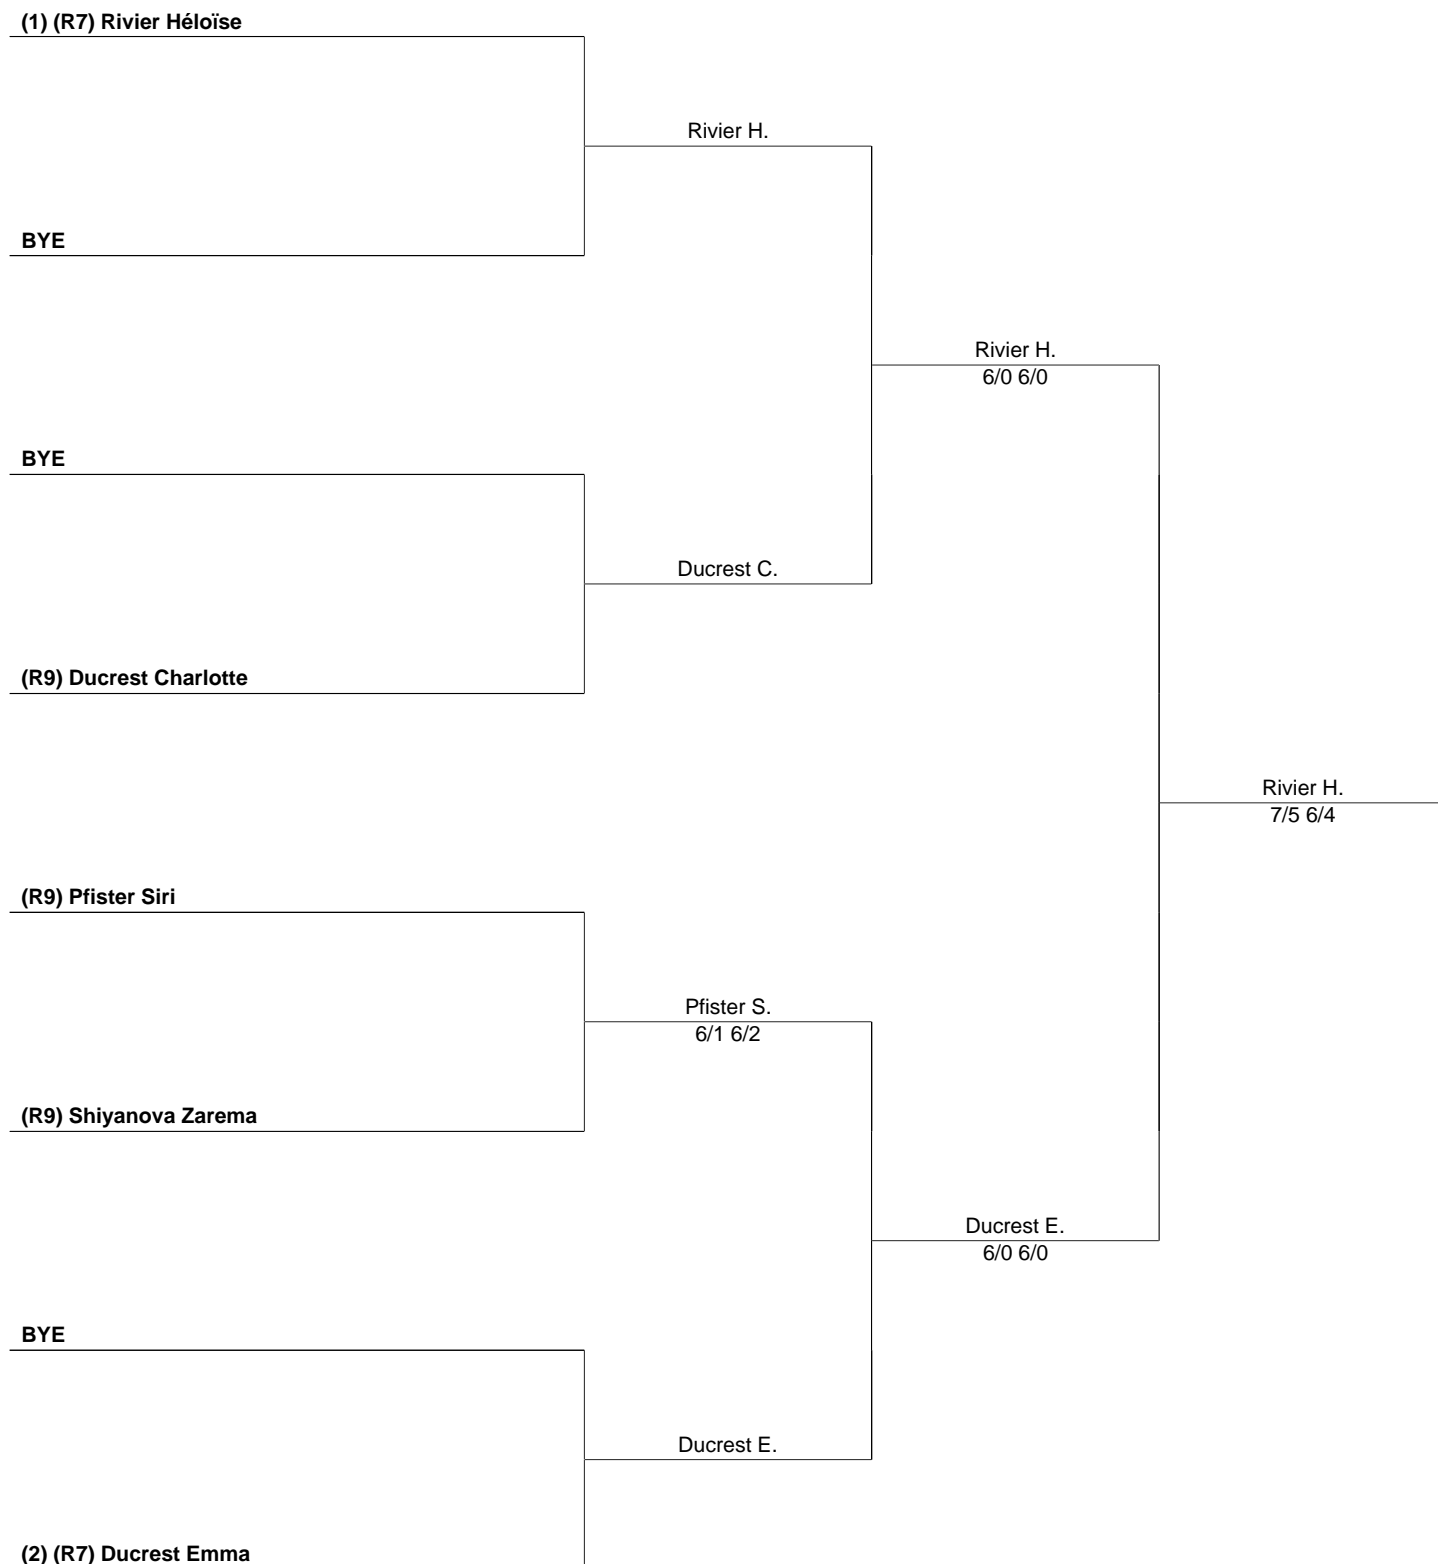 (1) (R7) Rivier Héloïse
Rivier H.
BYE
Rivier H.
6/0 6/0
BYE
Ducrest C.
(R9) Ducrest Charlotte
Rivier H.
7/5 6/4
(R9) Pfister Siri
Pfister S.
6/1 6/2
(R9) Shiyanova Zarema
Ducrest E.
6/0 6/0
BYE
Ducrest E.
(2) (R7) Ducrest Emma